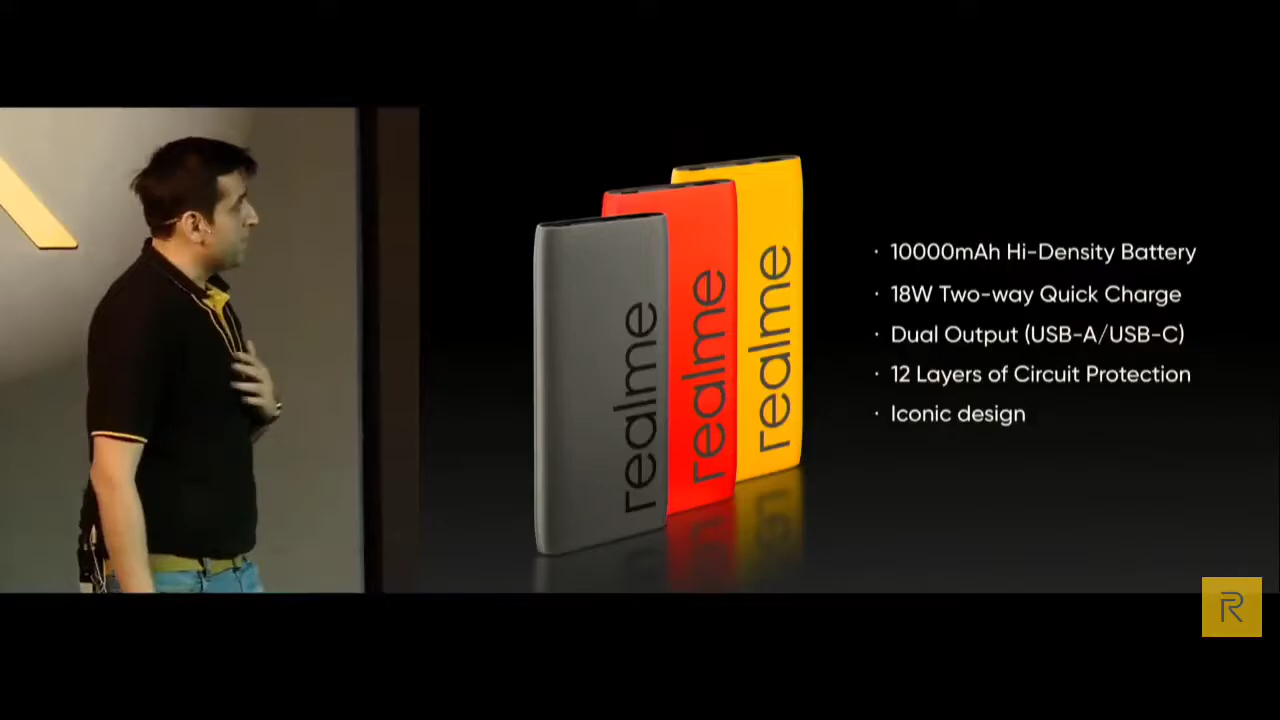 realme
realme
realme
· 10000mAh Hi-Density Battery
· 18W Two-way Quick Charge
· Dual Output (USB-A/USB-C)
· 12 Layers of Circuit Protection
· Iconic design
R